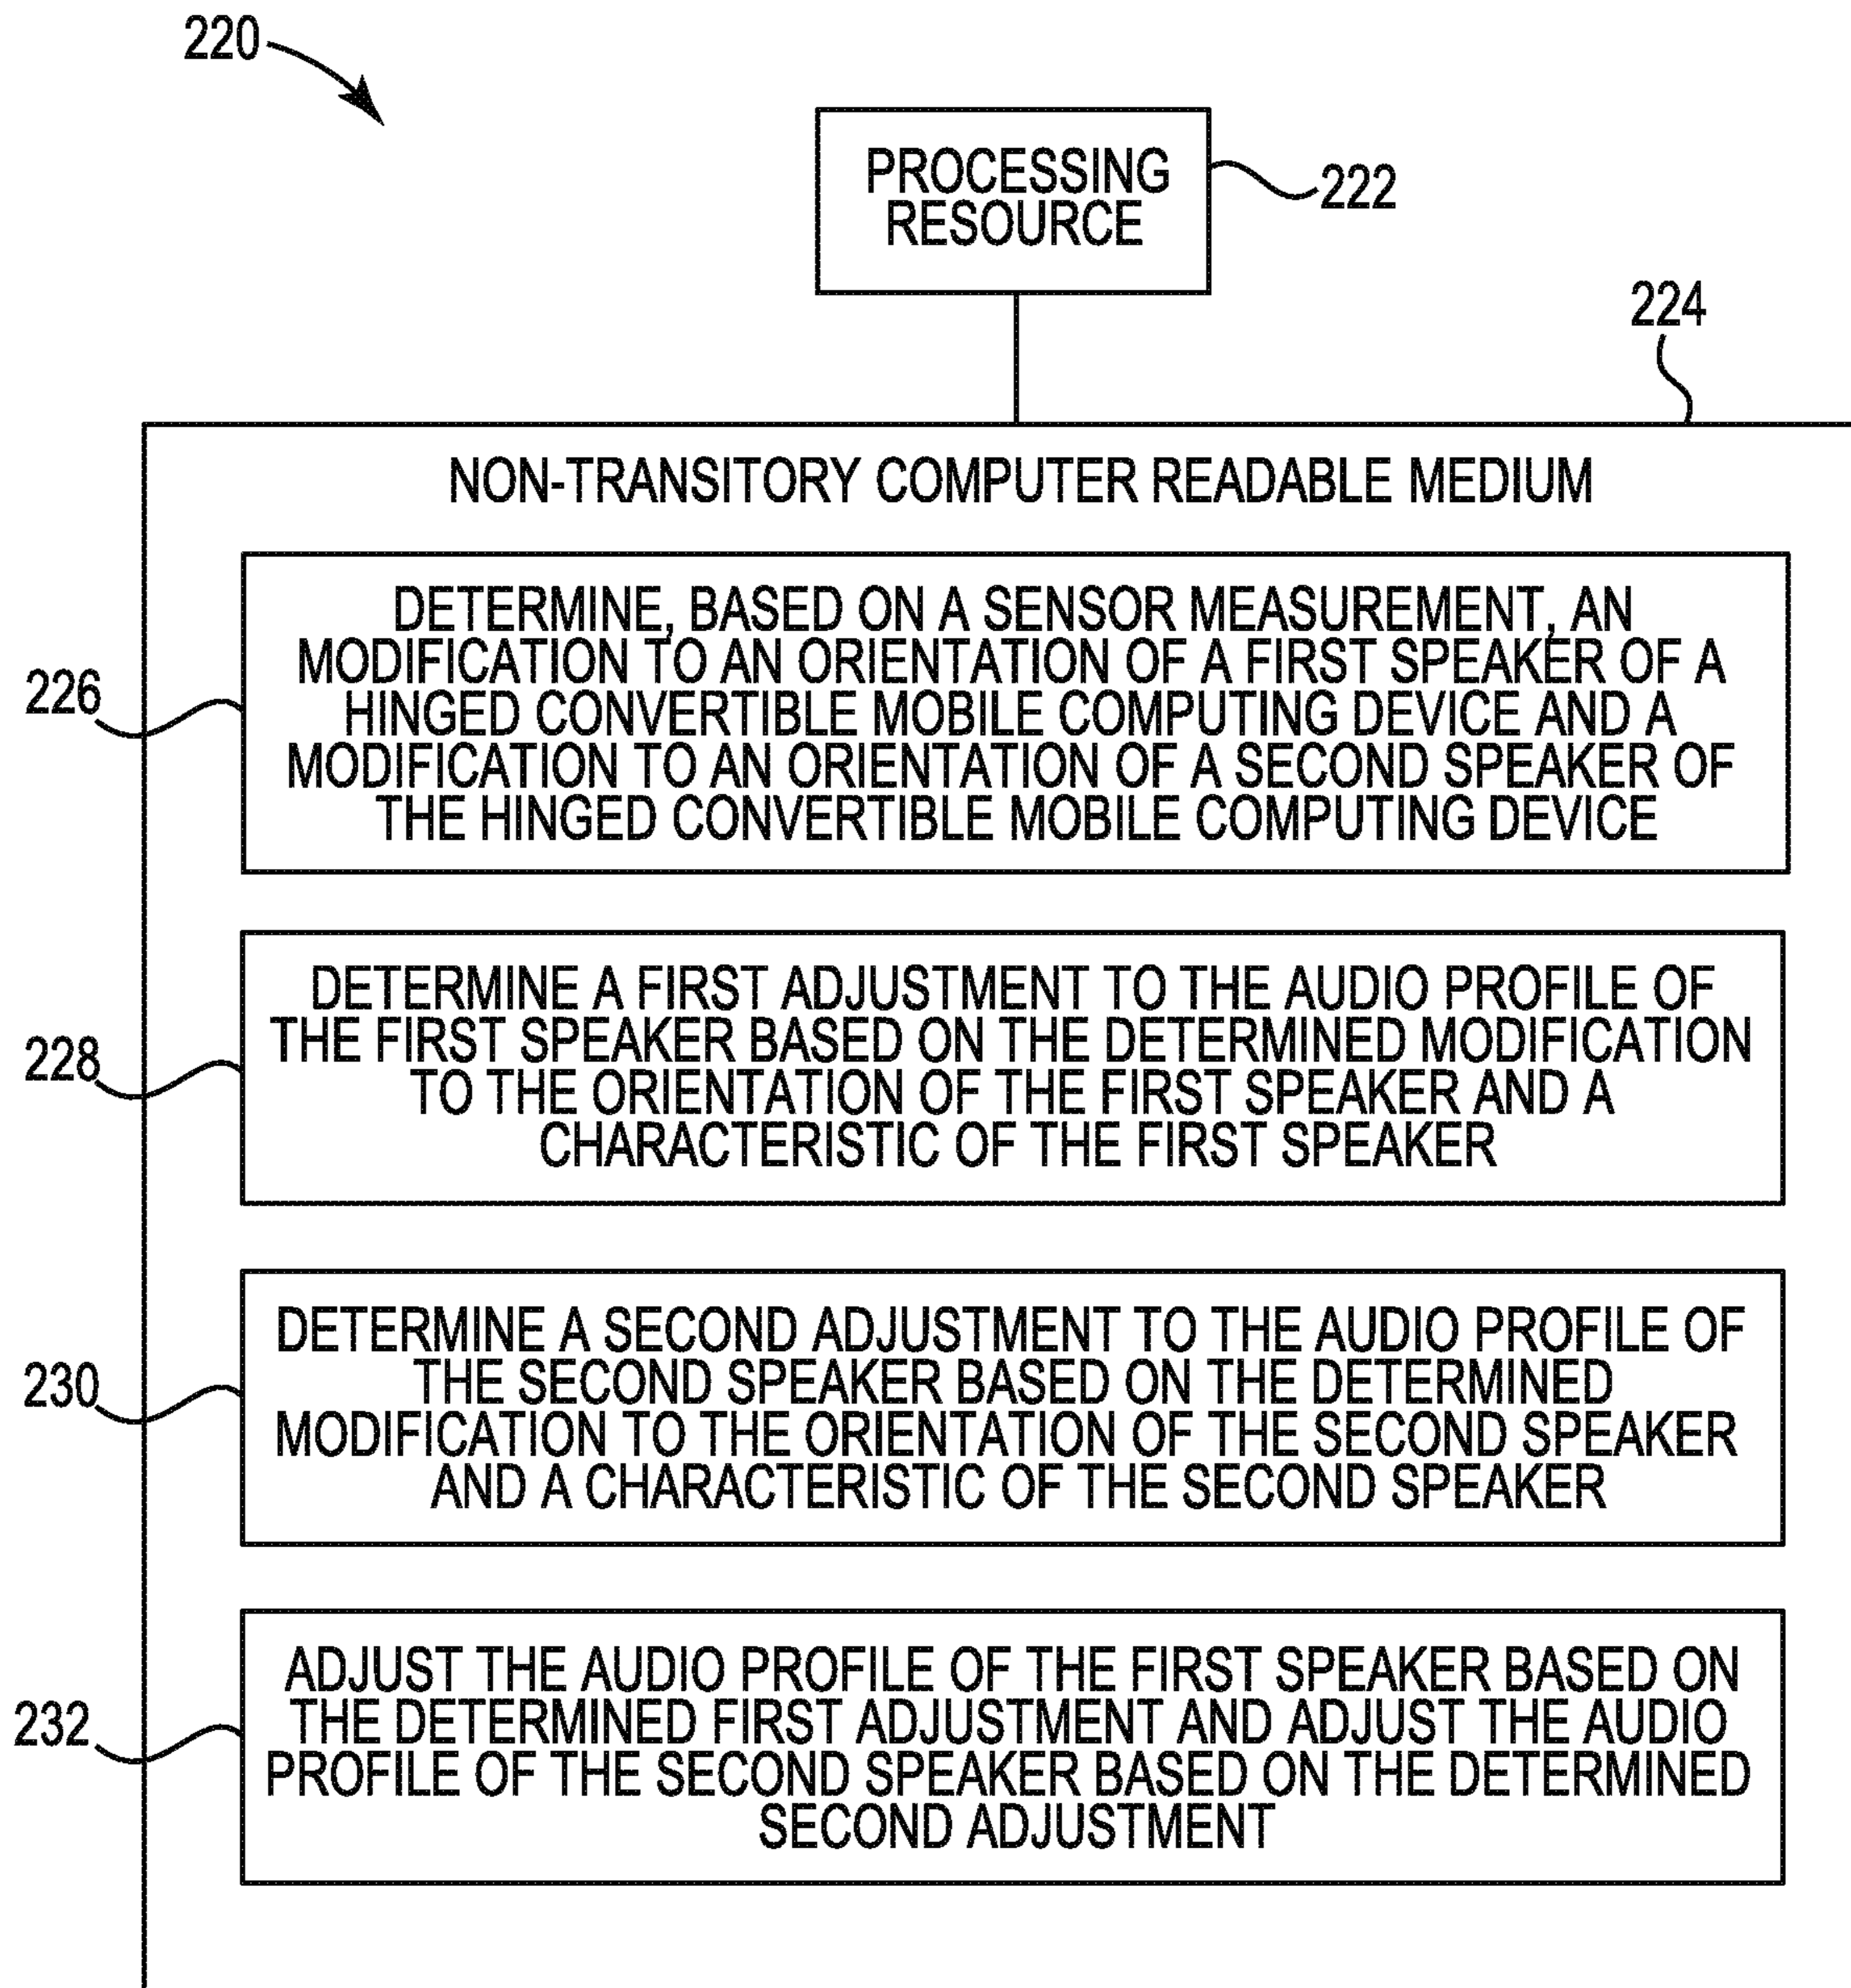 220
PROCESSING
RESOURCE
222
224
NON-TRANSITORY COMPUTER READABLE MEDIUM
DETERMINE, BASED ON A SENSOR MEASUREMENT, AN
MODIFICATION TO AN ORIENTATION OF A FIRST SPEAKER OF A
HINGED CONVERTIBLE MOBILE COMPUTING DEVICE AND A
MODIFICATION TO AN ORIENTATION OF A SECOND SPEAKER OF
THE HINGED CONVERTIBLE MOBILE COMPUTING DEVICE
226
DETERMINE A FIRST ADJUSTMENT TO THE AUDIO PROFILE OF
THE FIRST SPEAKER BASED ON THE DETERMINED MODIFICATION
TO THE ORIENTATION OF THE FIRST SPEAKER AND A
CHARACTERISTIC OF THE FIRST SPEAKER
228
DETERMINE A SECOND ADJUSTMENT TO THE AUDIO PROFILE OF
THE SECOND SPEAKER BASED ON THE DETERMINED
MODIFICATION TO THE ORIENTATION OF THE SECOND SPEAKER
AND A CHARACTERISTIC OF THE SECOND SPEAKER
230
ADJUST THE AUDIO PROFILE OF THE FIRST SPEAKER BASED ON
THE DETERMINED FIRST ADJUSTMENT AND ADJUST THE AUDIO
PROFILE OF THE SECOND SPEAKER BASED ON THE DETERMINED
SECOND ADJUSTMENT
232